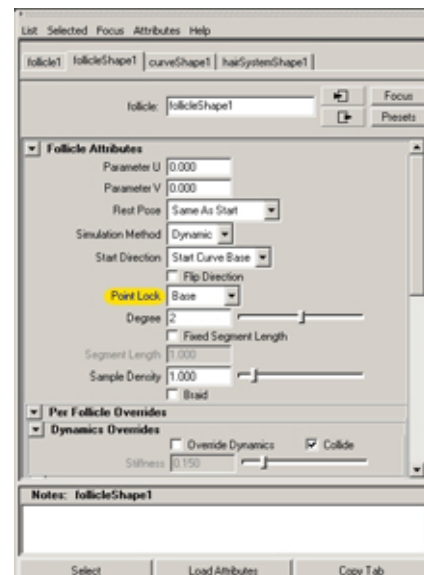 List Selected Focus Attributes Help
follicle1 follicleShape1 curveShape1 hairSystemShape1
follicle: follicleShape1 Focus
Presets
Follicle Attributes
Parameter U 0.000
Parameter V 0.000
Rest Pose Same As Start
Simulation Method Dynamic
Start Direction Start Curve Base
Flip Direction
Point Lock Base
Degree 2
Fixed Segment Length
Segment Length 1.000
Sample Density 1.000
Braid
Per Follicle Overrides
Dynamics Overrides
Override Dynamics Collide
Stiffness 0.150
Notes: follicleShape1
Select Load Attributes Copy Tab